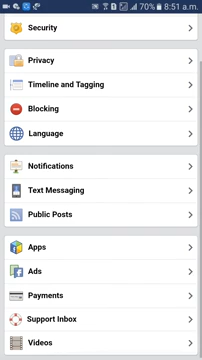 70% 8:51 a.m.
Security
Privacy
Timeline and Tagging
Blocking
Language
Notifications
Text Messaging
Public Posts
Apps
Ads
Payments
Support Inbox
Videos